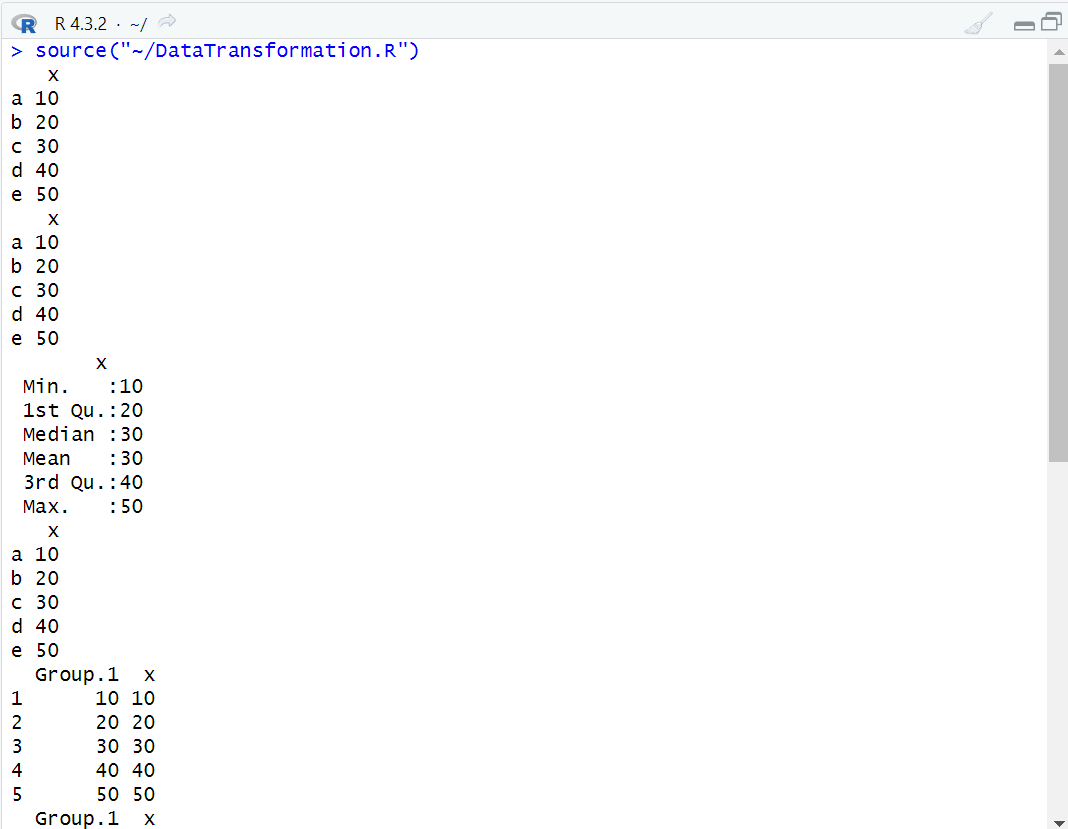 R R 4.3.2 · ~/
> source("~/DataTransformation.R")
x
a 10
b 20
c 30
d 40
e 50
x
a 10
b 20
c 30
d 40
e 50
x
Min. :10
1st Qu.:20
Median :30
Mean :30
3rd Qu.:40
Max. :50
x
a 10
b 20
c 30
d 40
e 50
Group.1 x
1 10 10
2 20 20
3 30 30
4 40 40
5 50 50
Group.1 x